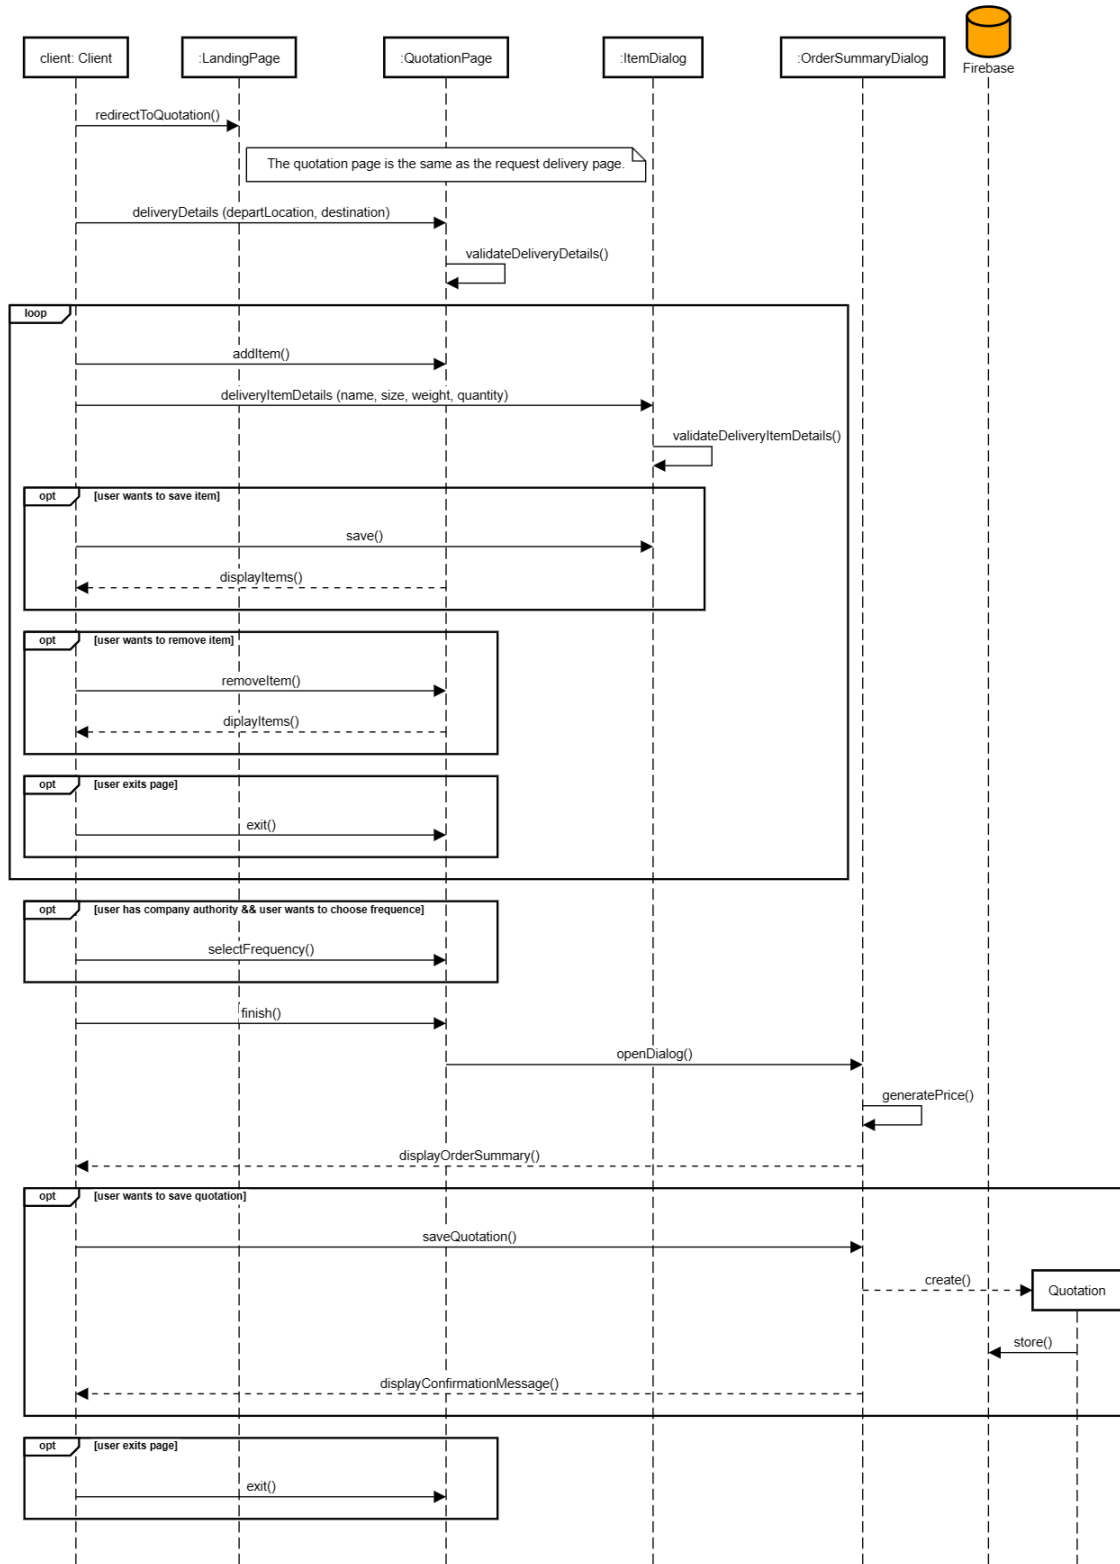 client: Client
:LandingPage
:QuotationPage
:ItemDialog
:OrderSummaryDialog
Firebase
redirectToQuotation()
The quotation page is the same as the request delivery page.
deliveryDetails (departLocation, destination)
validateDeliveryDetails()
loop
addItem()
deliveryItemDetails (name, size, weight, quantity)
validateDeliveryItemDetails()
opt
[user wants to save item]
save()
displayItems()
opt
[user wants to remove item]
removeItem()
diplayItems()
opt
[user exits page]
exit()
opt
[user has company authority && user wants to choose frequence]
selectFrequency()
finish()
openDialog()
generatePrice()
displayOrderSummary()
opt
[user wants to save quotation]
saveQuotation()
create()
Quotation
store()
displayConfirmationMessage()
opt
[user exits page]
exit()